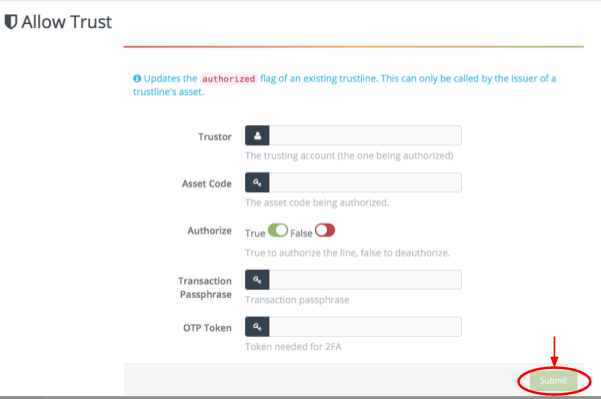 Allow Trust
Updates the authorized flag of an existing trustline. This can only be called by the issuer of a
trustline's asset.
Trustor
The trusting account (the one being authorized)
Asset Code
The asset code being authorized.
Authorize True False
True to authorize the line, false to deauthorize.
Transaction
Passphrase
Transaction passphrase
OTP Token
Token needed for 2FA
Submit